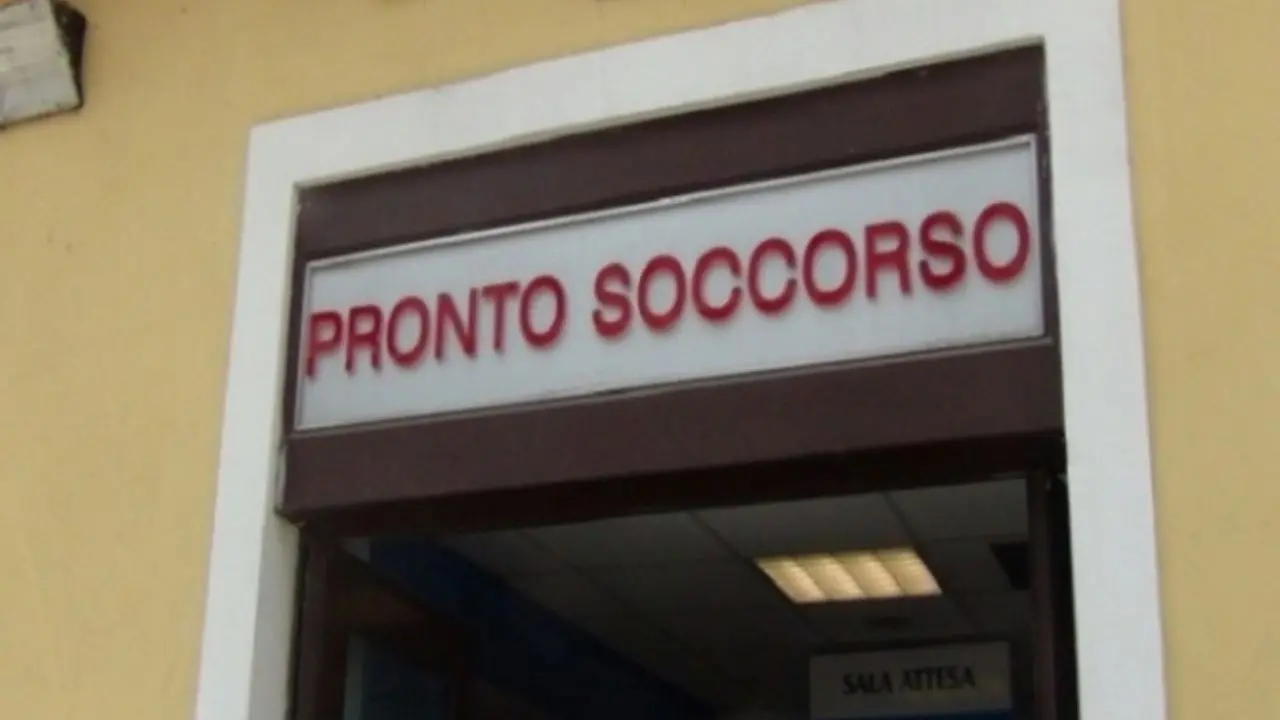 PRONTO SOCCORSO
SALA ATTESA